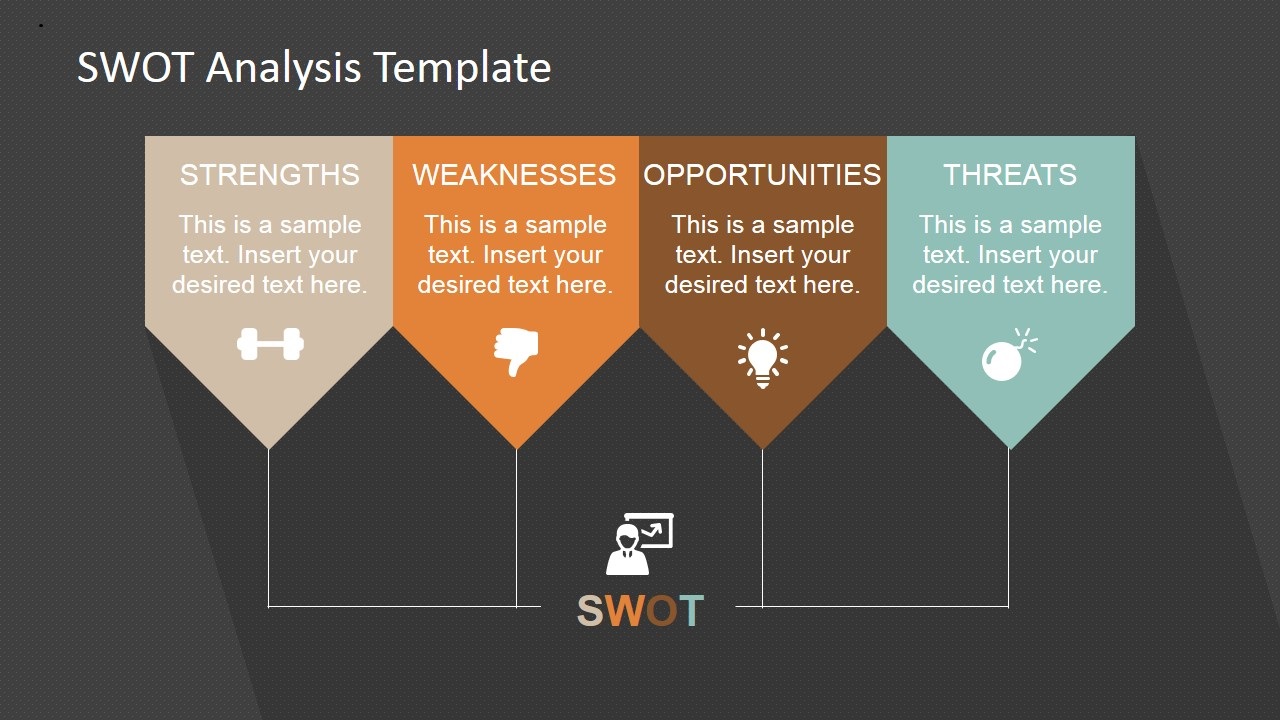 SWOT Analysis Template
STRENGTHS
This is a sample
text. Insert your
desired text here.
WEAKNESSES
This is a sample
text. Insert your
desired text here.
OPPORTUNITIES
This is a sample
text. Insert your
desired text here.
THREATS
This is a sample
text. Insert your
desired text here.
SWOT